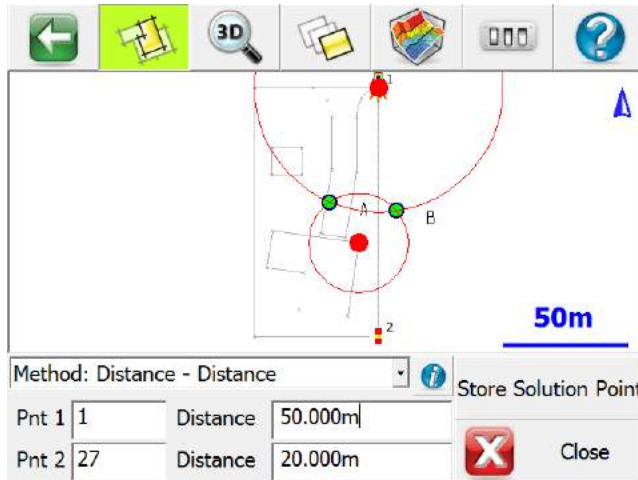 3D
1
A
B
2
50m
Method: Distance - Distance
Store Solution Point
Pnt 1 1 Distance 50.000m
Pnt 2 27 Distance 20.000m
Close